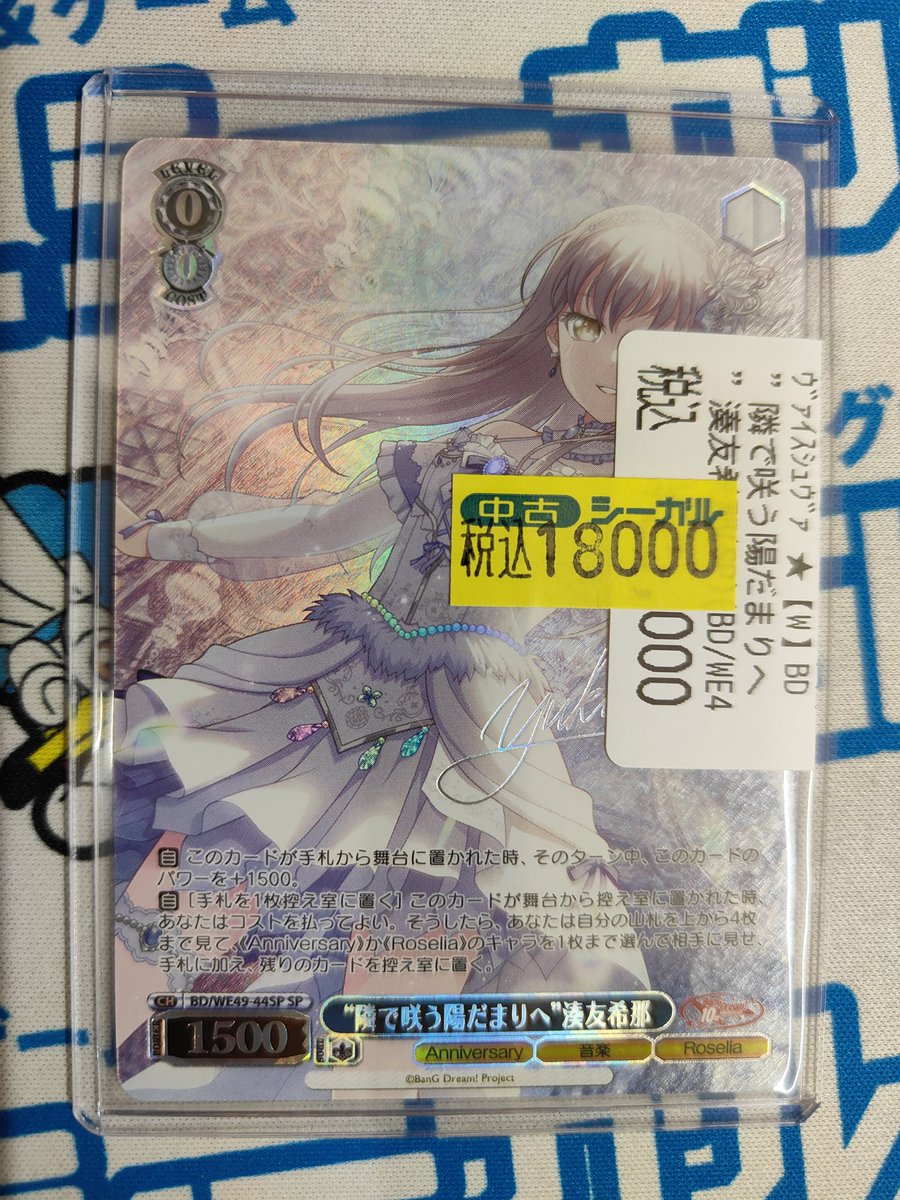 &ゲーム
LEVEL
0
0
COST
ヴァイスシュヴァ ★ 【W】BD
"隣で咲う陽だまりへ
"湊友希
BD/WE4
税込
000
中古 シーガル
税込18000
Yuki
自 このカードが手札から舞台に置かれた時、そのターン中、このカードの
パワーを+1500。
自 [手札を1枚控え室に置く] このカードが舞台から控え室に置かれた時、
あなたはコストを払ってよい。そうしたら、あなたは自分の山札を上から4枚
まで見て、《Anniversary》か《Roselia》のキャラを1枚まで選んで相手に見せ、
手札に加え、残りのカードを控え室に置く。
CH BD/WE49-44SP SP
POWER 1500
"隣で咲う陽だまりへ"湊友希那
Anniversary 音楽 Roselia
©BanG Dream! Project